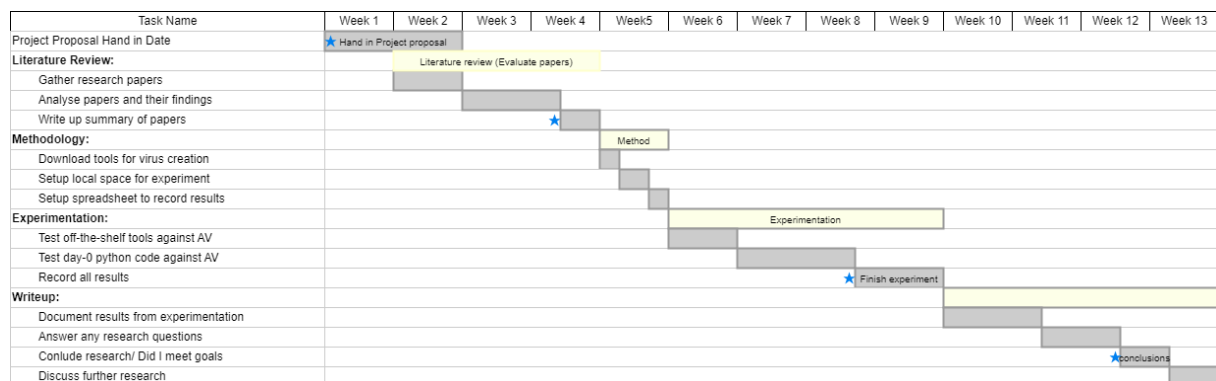 Task Name Week 1 Week 2 Week 3 Week 4 Week5 Week 6 Week 7 Week 8 Week 9 Week 10 Week 11 Week 12 Week 13
Project Proposal Hand in Date Hand in Project proposal
Literature Review: Literature review (Evaluate papers)
Gather research papers
Analyse papers and their findings
Write up summary of papers
Methodology: Method
Download tools for virus creation
Setup local space for experiment
Setup spreadsheet to record results
Experimentation: Experimentation
Test off-the-shelf tools against AV
Test day-0 python code against AV
Record all results Finish experiment
Writeup:
Document results from experimentation
Answer any research questions
Conlude research/ Did I meet goals conclusions
Discuss further research